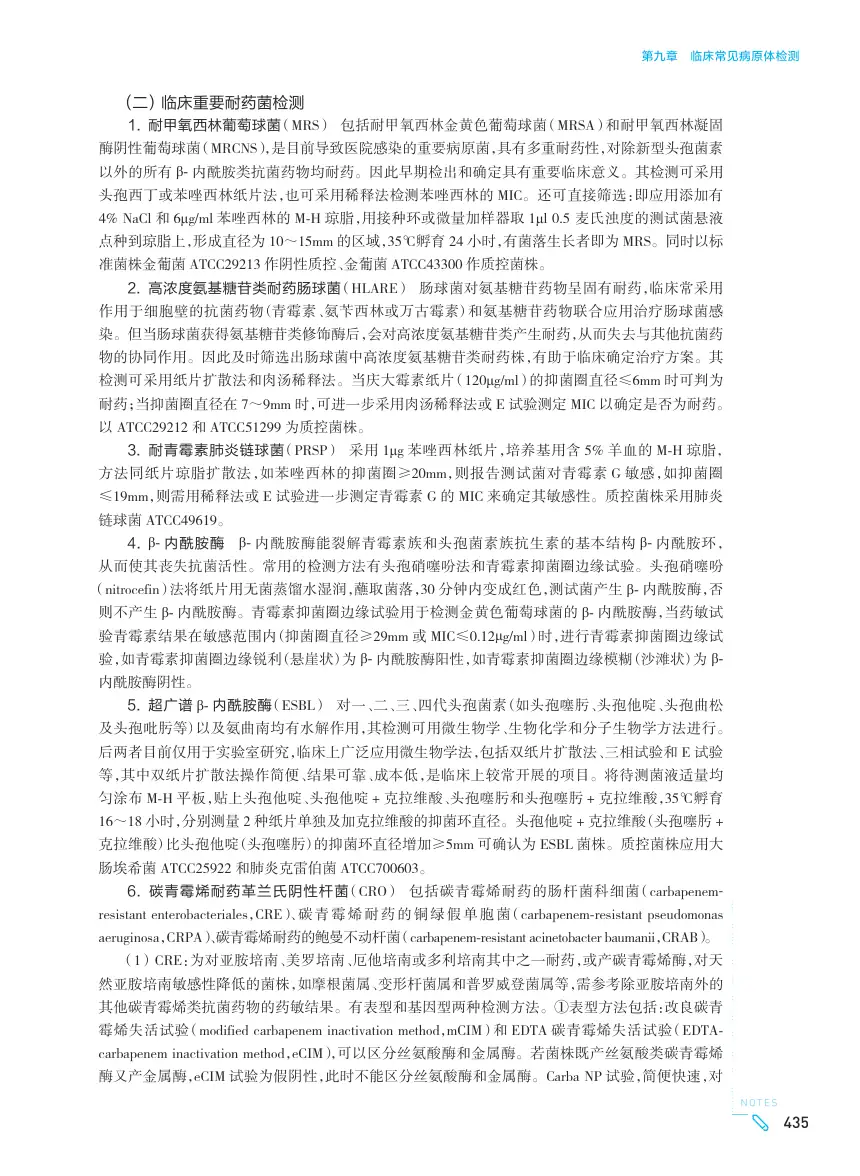 第九章 临床常见病原体检测
（二）临床重要耐药菌检测
1. 耐甲氧西林葡萄球菌（MRS） 包括耐甲氧西林金黄色葡萄球菌（MRSA）和耐甲氧西林凝固
酶阴性葡萄球菌（MRCNS），是目前导致医院感染的重要病原菌，具有多重耐药性，对除新型头孢菌素
以外的所有 β- 内酰胺类抗菌药物均耐药。因此早期检出和确定具有重要临床意义。其检测可采用
头孢西丁或苯唑西林纸片法，也可采用稀释法检测苯唑西林的 MIC。还可直接筛选：即应用添加有
4% NaCl 和 6μg/ml 苯唑西林的 M-H 琼脂，用接种环或微量加样器取 1μl 0.5 麦氏浊度的测试菌悬液
点种到琼脂上，形成直径为 10～15mm 的区域，35℃孵育 24 小时，有菌落生长者即为 MRS。同时以标
准菌株金葡菌 ATCC29213 作阴性质控、金葡菌 ATCC43300 作质控菌株。
2. 高浓度氨基糖苷类耐药肠球菌（HLARE） 肠球菌对氨基糖苷药物呈固有耐药，临床常采用
作用于细胞壁的抗菌药物（青霉素、氨苄西林或万古霉素）和氨基糖苷药物联合应用治疗肠球菌感
染。但当肠球菌获得氨基糖苷类修饰酶后，会对高浓度氨基糖苷类产生耐药，从而失去与其他抗菌药
物的协同作用。因此及时筛选出肠球菌中高浓度氨基糖苷类耐药株，有助于临床确定治疗方案。其
检测可采用纸片扩散法和肉汤稀释法。当庆大霉素纸片（120μg/ml）的抑菌圈直径≤6mm 时可判为
耐药；当抑菌圈直径在 7～9mm 时，可进一步采用肉汤稀释法或 E 试验测定 MIC 以确定是否为耐药。
以 ATCC29212 和 ATCC51299 为质控菌株。
3. 耐青霉素肺炎链球菌（PRSP） 采用 1μg 苯唑西林纸片，培养基用含 5% 羊血的 M-H 琼脂，
方法同纸片琼脂扩散法，如苯唑西林的抑菌圈≥20mm，则报告测试菌对青霉素 G 敏感，如抑菌圈
≤19mm，则需用稀释法或 E 试验进一步测定青霉素 G 的 MIC 来确定其敏感性。质控菌株采用肺炎
链球菌 ATCC49619。
4. β- 内酰胺酶 β- 内酰胺酶能裂解青霉素族和头孢菌素族抗生素的基本结构 β- 内酰胺环，
从而使其丧失抗菌活性。常用的检测方法有头孢硝噻吩法和青霉素抑菌圈边缘试验。头孢硝噻吩
（nitrocefin）法将纸片用无菌蒸馏水湿润，蘸取菌落，30 分钟内变成红色，测试菌产生 β- 内酰胺酶，否
则不产生 β- 内酰胺酶。青霉素抑菌圈边缘试验用于检测金黄色葡萄球菌的 β- 内酰胺酶，当药敏试
验青霉素结果在敏感范围内（抑菌圈直径≥29mm 或 MIC≤0.12μg/ml）时，进行青霉素抑菌圈边缘试
验，如青霉素抑菌圈边缘锐利（悬崖状）为 β- 内酰胺酶阳性，如青霉素抑菌圈边缘模糊（沙滩状）为 β-
内酰胺酶阴性。
5. 超广谱 β- 内酰胺酶（ESBL） 对一、二、三、四代头孢菌素（如头孢噻肟、头孢他啶、头孢曲松
及头孢吡肟等）以及氨曲南均有水解作用，其检测可用微生物学、生物化学和分子生物学方法进行。
后两者目前仅用于实验室研究，临床上广泛应用微生物学法，包括双纸片扩散法、三相试验和 E 试验
等，其中双纸片扩散法操作简便、结果可靠、成本低，是临床上较常开展的项目。将待测菌液适量均
匀涂布 M-H 平板，贴上头孢他啶、头孢他啶 + 克拉维酸、头孢噻肟和头孢噻肟 + 克拉维酸，35℃孵育
16～18 小时，分别测量 2 种纸片单独及加克拉维酸的抑菌环直径。头孢他啶 + 克拉维酸（头孢噻肟 +
克拉维酸）比头孢他啶（头孢噻肟）的抑菌环直径增加≥5mm 可确认为 ESBL 菌株。质控菌株应用大
肠埃希菌 ATCC25922 和肺炎克雷伯菌 ATCC700603。
6. 碳青霉烯耐药革兰氏阴性杆菌（CRO） 包括碳青霉烯耐药的肠杆菌科细菌（carbapenem-
resistant enterobacteriales，CRE）、碳青霉烯耐药的铜绿假单胞菌（carbapenem-resistant pseudomonas
aeruginosa，CRPA）、碳青霉烯耐药的鲍曼不动杆菌（carbapenem-resistant acinetobacter baumanii，CRAB）。
（1）CRE：为对亚胺培南、美罗培南、厄他培南或多利培南其中之一耐药，或产碳青霉烯酶，对天
然亚胺培南敏感性降低的菌株，如摩根菌属、变形杆菌属和普罗威登菌属等，需参考除亚胺培南外的
其他碳青霉烯类抗菌药物的药敏结果。有表型和基因型两种检测方法。①表型方法包括：改良碳青
霉烯失活试验（modified carbapenem inactivation method，mCIM）和 EDTA 碳青霉烯失活试验（EDTA-
carbapenem inactivation method，eCIM），可以区分丝氨酸酶和金属酶。若菌株既产丝氨酸类碳青霉烯
酶又产金属酶，eCIM 试验为假阴性，此时不能区分丝氨酸酶和金属酶。Carba NP 试验，简便快速，对
NOTES
435